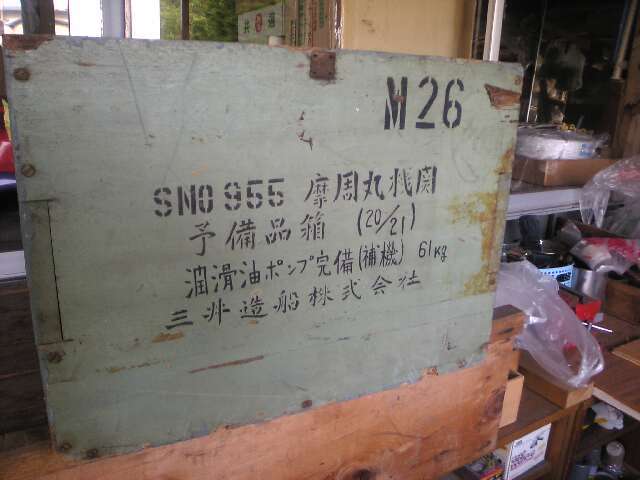 M26
SNO 955 摩周丸機関
予備品箱 (20/21)
潤滑油ポンプ完備(補機) 61kg
三井造船株式会社